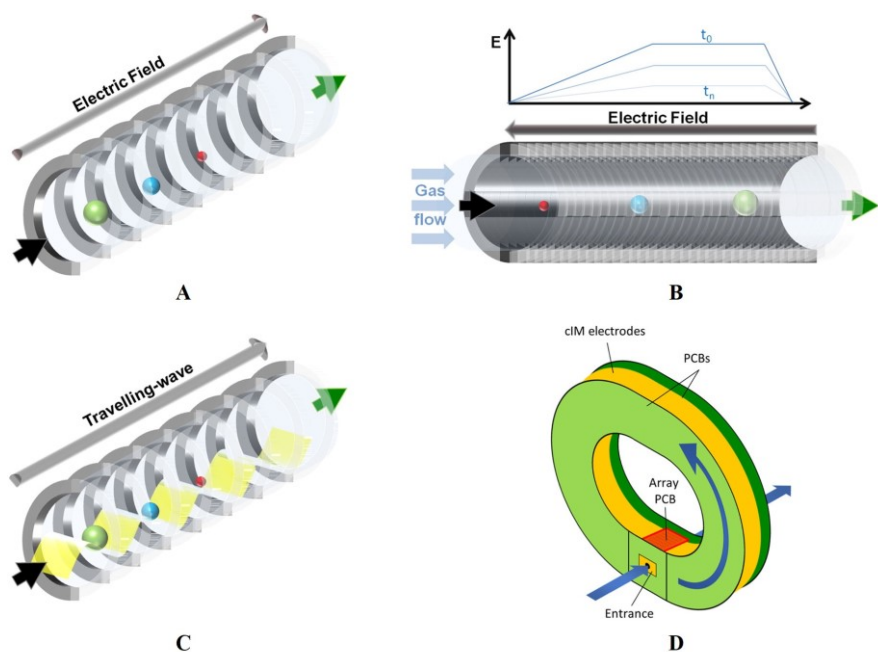 Electric Field
A
E
t0
tn
Electric Field
Gas
flow
B
Travelling-wave
C
cIM electrodes
PCBs
Array
PCB
Entrance
D